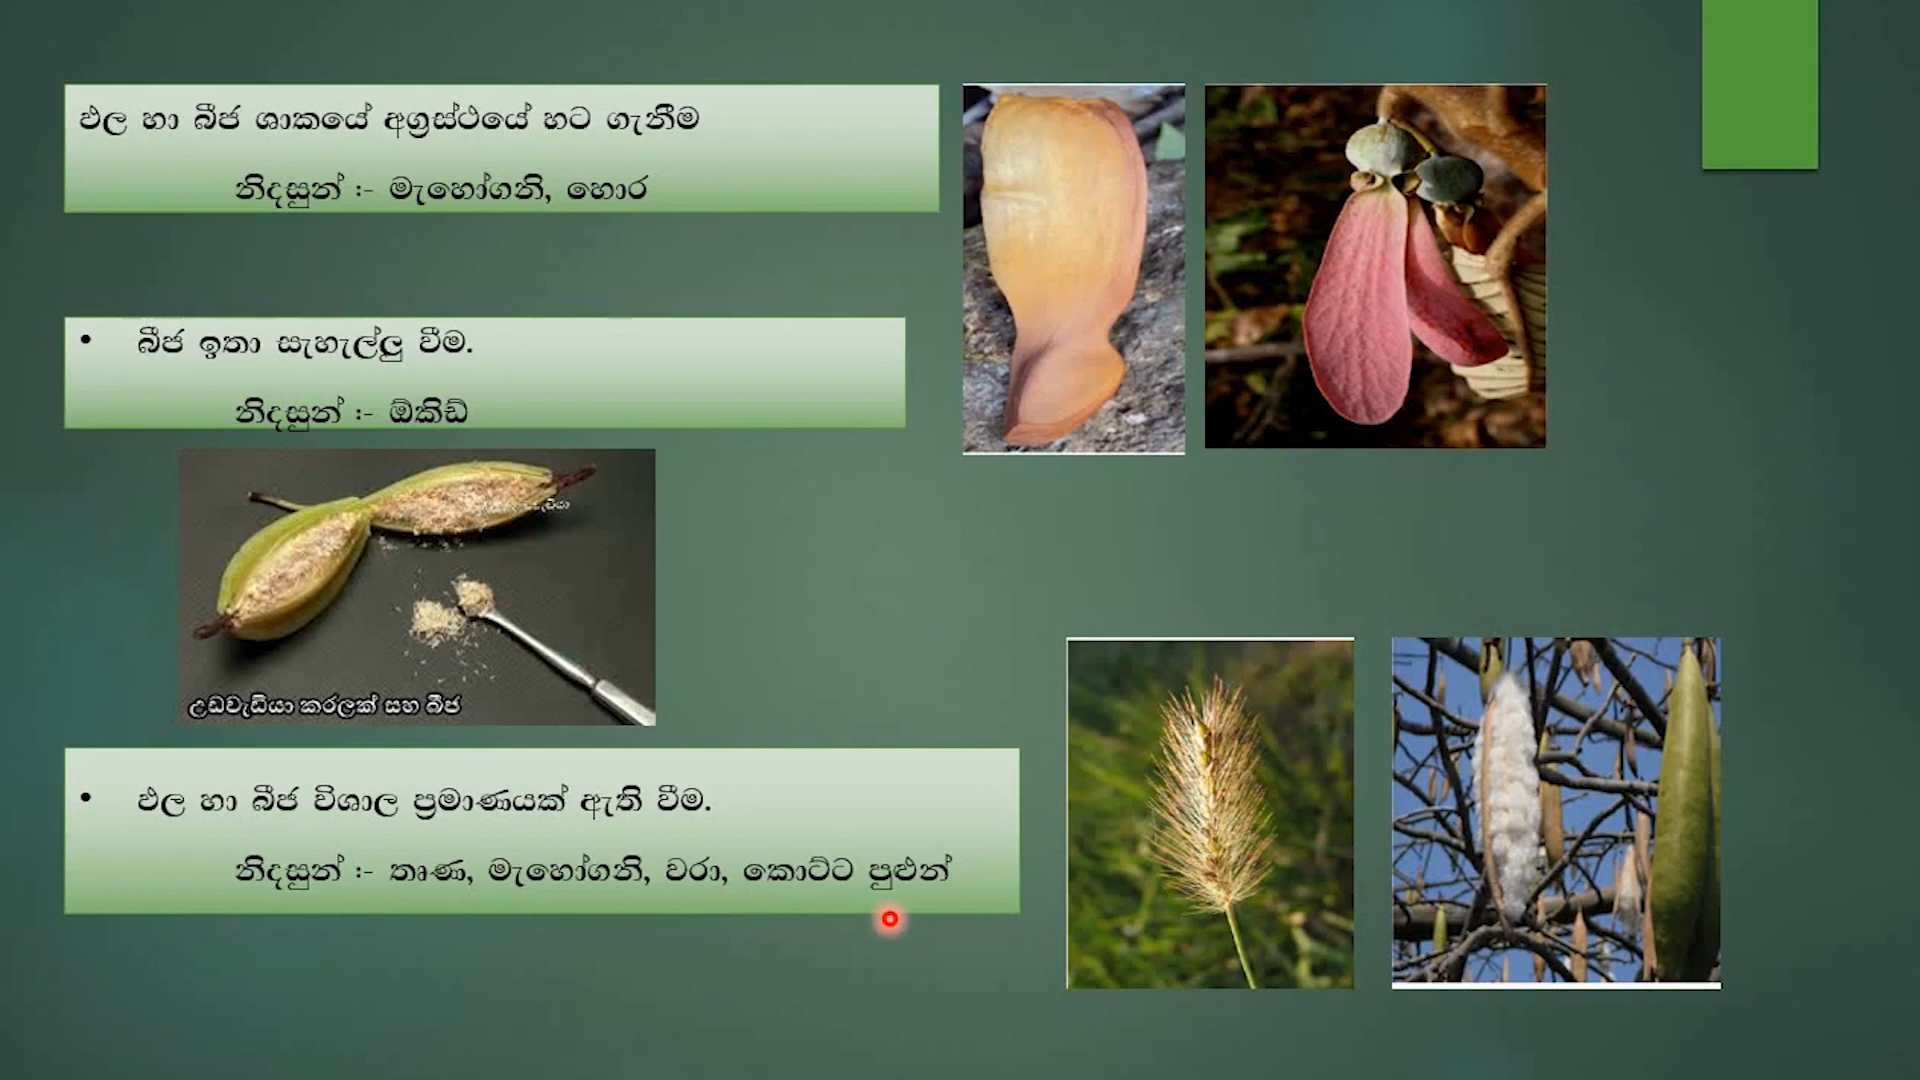 ඵල හා බීජ ශාකයේ අග්‍රස්ථයේ හට ගැනීම
නිදසුන් :- මැහෝගනි, හොර
• බීජ ඉතා සැහැල්ලු වීම.
නිදසුන් :- ඕකිඩ්
උඩවැඩියා කරලක් සහ බීජ
• ඵල හා බීජ විශාල ප්‍රමාණයක් ඇති වීම.
නිදසුන් :- තෘණ, මැහෝගනි, වරා, කොට්ට පුළුන්